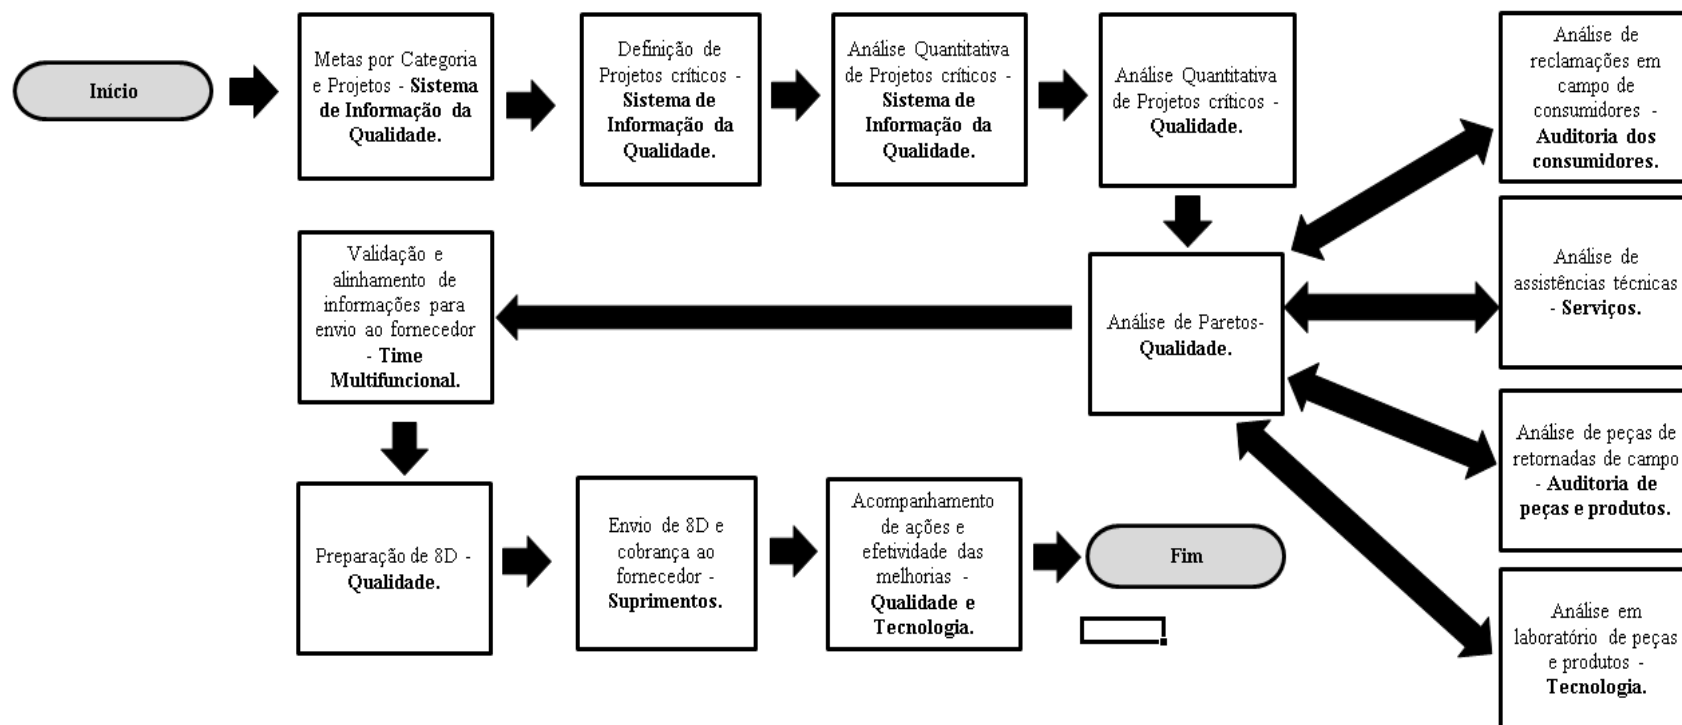 Início
Metas por Categoria
e Projetos - Sistema
de Informação da
Qualidade.
Definição de
Projetos críticos -
Sistema de
Informação da
Qualidade.
Análise Quantitativa
de Projetos críticos -
Sistema de
Informação da
Qualidade.
Análise Quantitativa
de Projetos críticos -
Qualidade.
Análise de
reclamações em
campo de
consumidores -
Auditoria dos
consumidores.
Análise de
assistências técnicas
- Serviços.
Análise de peças de
retornadas de campo
- Auditoria de
peças e produtos.
Análise em
laboratório de peças
e produtos -
Tecnologia.
Análise de Paretos-
Qualidade.
Validação e
alinhamento de
informações para
envio ao fornecedor
- Time
Multifuncional.
Preparação de 8D -
Qualidade.
Envio de 8D e
cobrança ao
fornecedor -
Suprimentos.
Acompanhamento
de ações e
efetividade das
melhorias -
Qualidade e
Tecnologia.
Fim